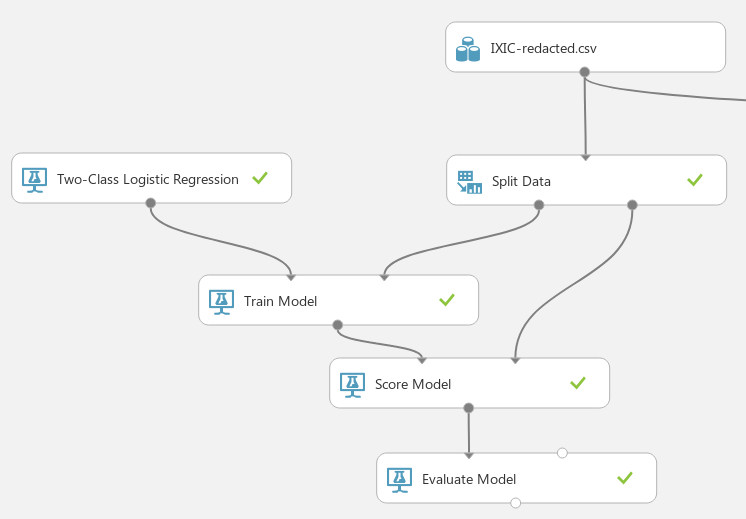 IXIC-redacted.csv
Two-Class Logistic Regression
Split Data
Train Model
Score Model
Evaluate Model